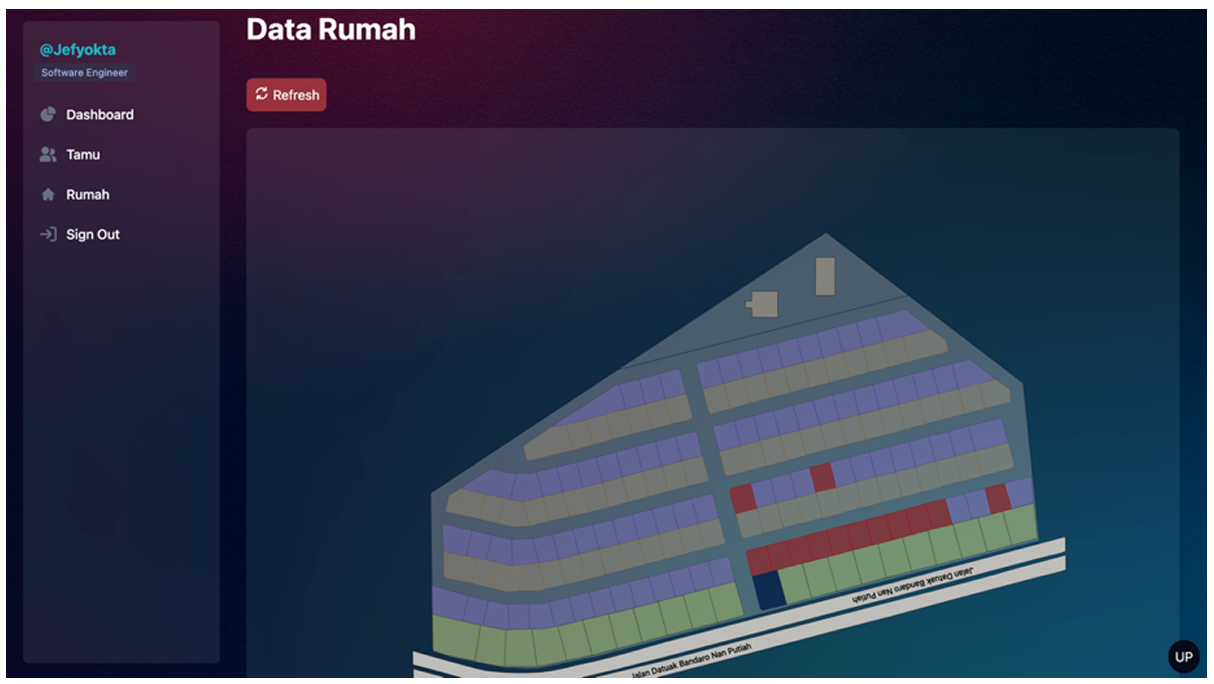 @Jefyokta
Software Engineer
Dashboard
Tamu
Rumah
Sign Out
Data Rumah
Refresh
Jalan Datuak Bandaro Nan Putiah
Jalan Datuak Bandaro Nan Putiah
UP